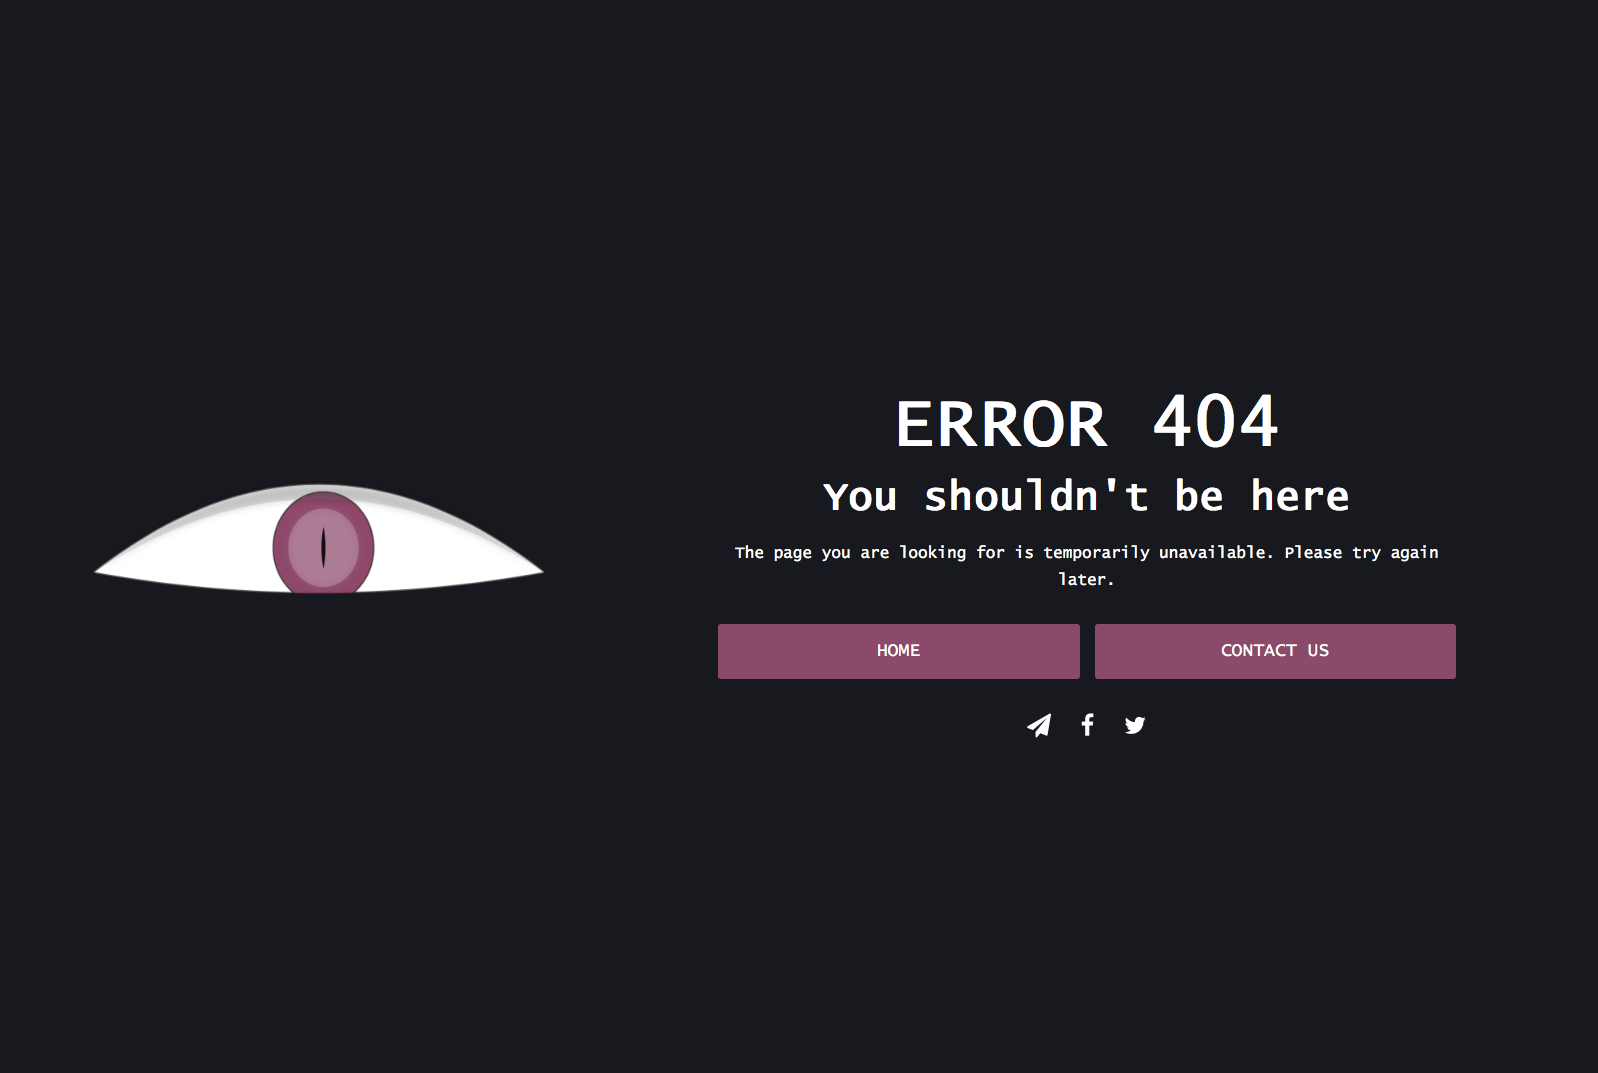 ERROR 404
You shouldn't be here
The page you are looking for is temporarily unavailable. Please try again
later.
HOME
CONTACT US